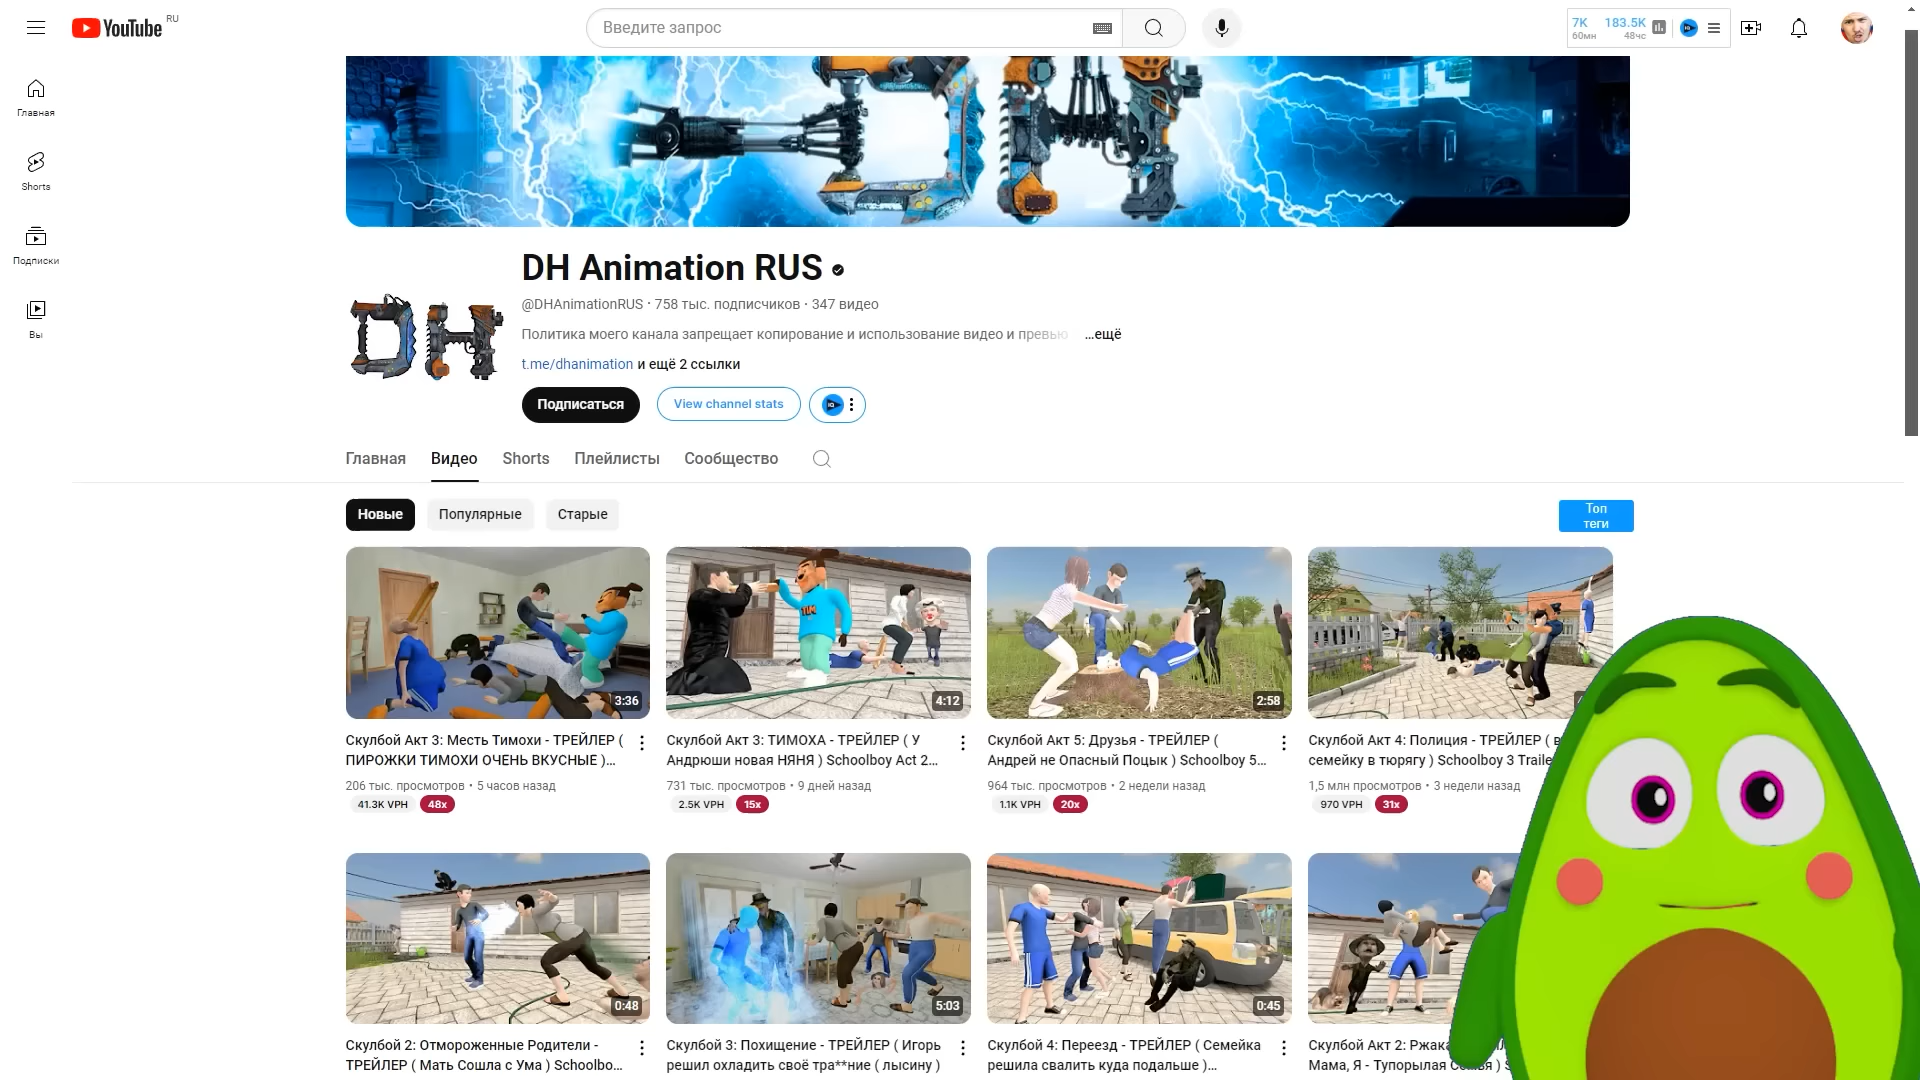 YouTube RU
Введите запрос
7K 183.5K
60мн 48чс
Главная
Shorts
Подписки
Вы
DH Animation RUS
@DHAnimationRUS · 758 тыс. подписчиков · 347 видео
Политика моего канала запрещает копирование и использование видео и превью ...ещё
t.me/dhanimation и ещё 2 ссылки
Подписаться View channel stats
Главная Видео Shorts Плейлисты Сообщество
Новые Популярные Старые
Топ
теги
TIM
3:36 4:12 2:58
Скулбой Акт 3: Месть Тимохи - ТРЕЙЛЕР (
ПИРОЖКИ ТИМОХИ ОЧЕНЬ ВКУСНЫЕ )...
206 тыс. просмотров • 5 часов назад
41.3K VPH 48x
Скулбой Акт 3: ТИМОХА - ТРЕЙЛЕР ( У
Андрюши новая НЯНЯ ) Schoolboy Act 2...
731 тыс. просмотров • 9 дней назад
2.5K VPH 15x
Скулбой Акт 5: Друзья - ТРЕЙЛЕР (
Андрей не Опасный Поцык ) Schoolboy 5...
964 тыс. просмотров • 2 недели назад
1.1K VPH 20x
Скулбой Акт 4: Полиция - ТРЕЙЛЕР (
семейку в тюрягу ) Schoolboy 3 Traile
1,5 млн просмотров • 3 недели назад
970 VPH 31x
0:48 5:03 0:45
Скулбой 2: Отмороженные Родители -
ТРЕЙЛЕР ( Мать Сошла с Ума ) Schoolbo...
Скулбой 3: Похищение - ТРЕЙЛЕР ( Игорь
решил охладить своё тра**ние ( лысину )
Скулбой 4: Переезд - ТРЕЙЛЕР ( Семейка
решила свалить куда подальше )...
Скулбой Акт 2: Ржака
Мама, Я - Тупорылая Семья )